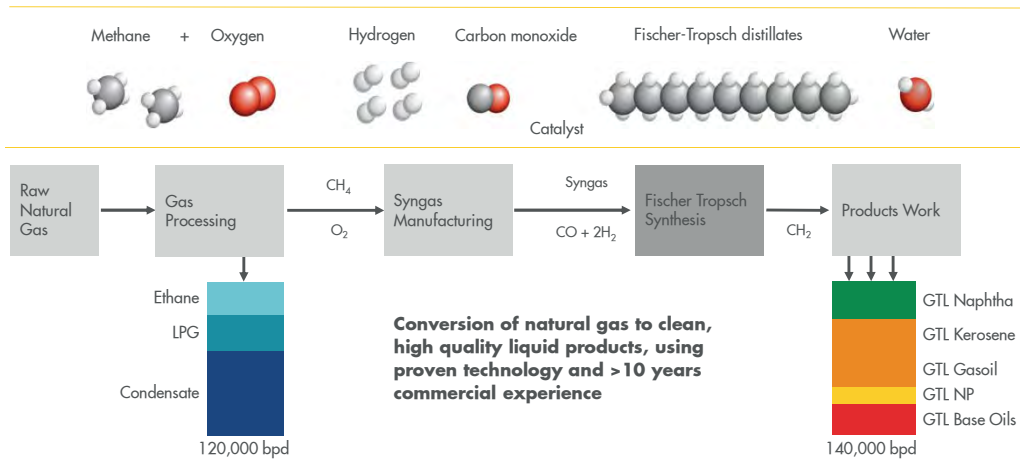 Methane + Oxygen
Hydrogen
Carbon monoxide
Fischer-Tropsch distillates
Water
Catalyst
Raw
Natural
Gas
Gas
Processing
CH4
O2
Syngas
Manufacturing
Syngas
CO + 2H2
Fischer Tropsch
Synthesis
CH2
Products Work
Ethane
LPG
Condensate
120,000 bpd
Conversion of natural gas to clean,
high quality liquid products, using
proven technology and >10 years
commercial experience
GTL Naphtha
GTL Kerosene
GTL Gasoil
GTL NP
GTL Base Oils
140,000 bpd